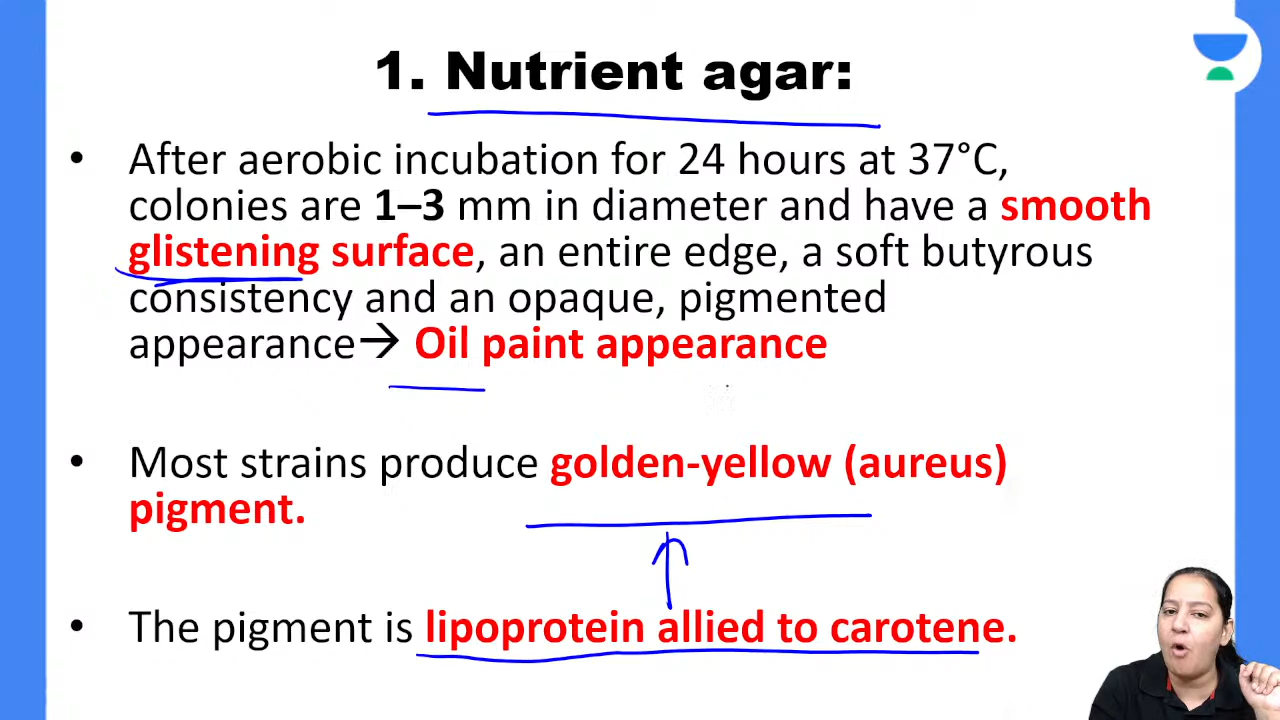 1. Nutrient agar:
• After aerobic incubation for 24 hours at 37°C,
colonies are 1–3 mm in diameter and have a smooth
glistening surface, an entire edge, a soft butyrous
consistency and an opaque, pigmented
appearance→ Oil paint appearance
• Most strains produce golden-yellow (aureus)
pigment.
• The pigment is lipoprotein allied to carotene.